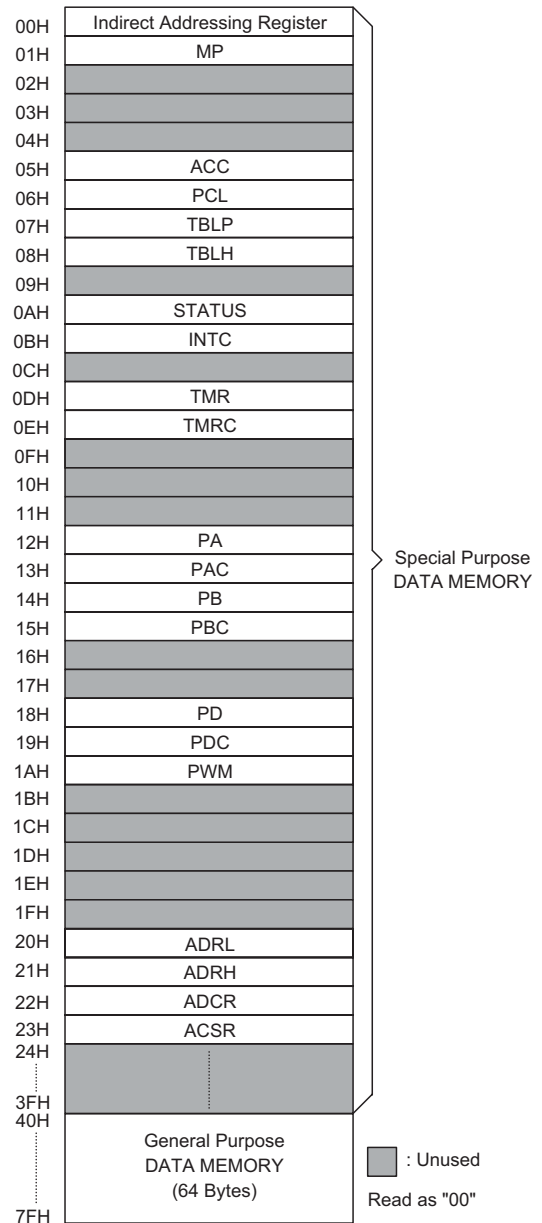 00H Indirect Addressing Register
01H MP
02H
03H
04H
05H ACC
06H PCL
07H TBLP
08H TBLH
09H
0AH STATUS
0BH INTC
0CH
0DH TMR
0EH TMRC
0FH
10H
11H
12H PA
13H PAC
14H PB
15H PBC
16H
17H
18H PD
19H PDC
1AH PWM
1BH
1CH
1DH
1EH
1FH
20H ADRL
21H ADRH
22H ADCR
23H ACSR
24H
3FH
40H
General Purpose
DATA MEMORY
(64 Bytes)
7FH
Special Purpose
DATA MEMORY
: Unused
Read as "00"